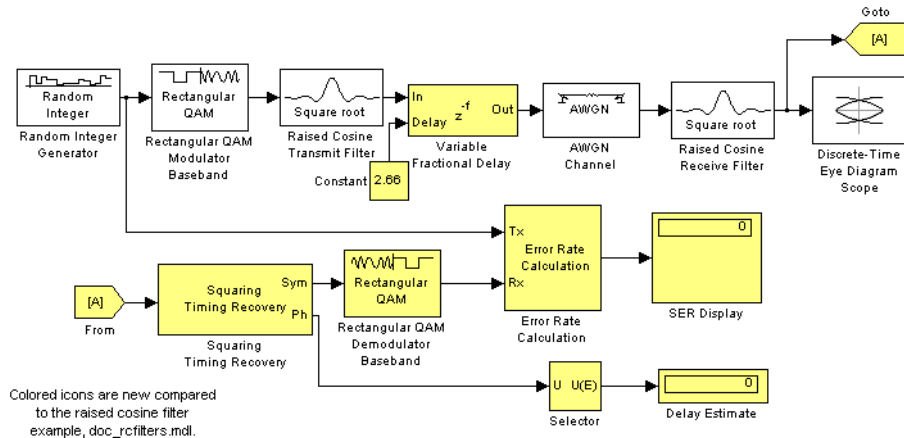 Goto
[A]
Random
Integer
Random Integer
Generator
Rectangular
QAM
Rectangular QAM
Modulator
Baseband
Square root
Raised Cosine
Transmit Filter
In
Delay
z-f
Out
Variable
Fractional Delay
Constant
2.66
AWGN
AWGN
Channel
Square root
Raised Cosine
Receive Filter
Discrete-Time
Eye Diagram
Scope
Tx
Rx
Error Rate
Calculation
Error Rate
Calculation
0
SER Display
[A]
From
Squaring
Timing Recovery
Sym
Ph
Squaring
Timing Recovery
Rectangular
QAM
Rectangular QAM
Demodulator
Baseband
U U(E)
Selector
0
Delay Estimate
Colored icons are new compared
to the raised cosine filter
example, doc_rcfilters.mdl.